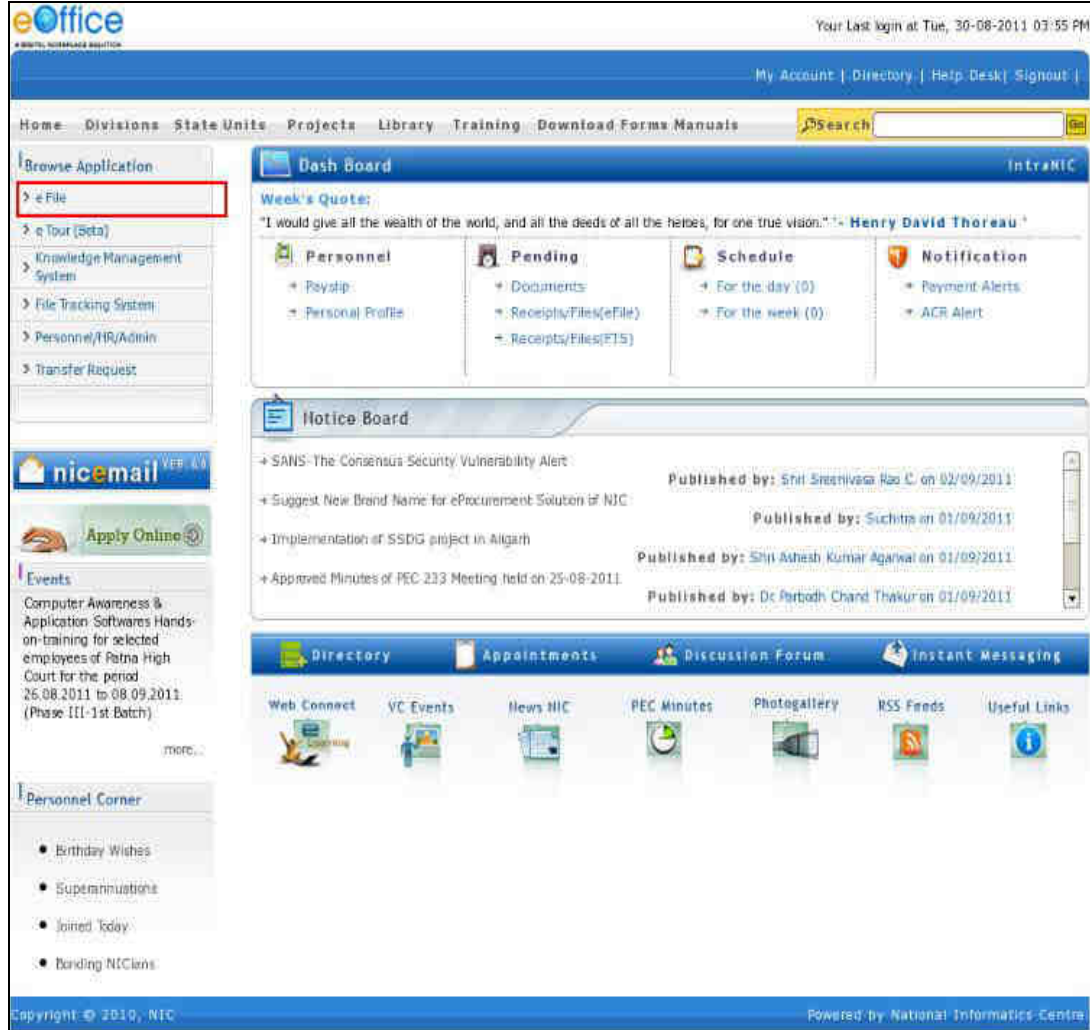 eOffice
A DIGITAL WORKPLACE SOLUTION
Your Last login at Tue, 30-08-2011 03:55 PM
My Account | Directory | Help Desk| Signout |
Home Divisions State Units Projects Library Training Download Forms Manuals
Search Go
Browse Application
e File
e Tour (Beta)
Knowledge Management
System
File Tracking System
Personnel/HR/Admin
Transfer Request
Dash Board IntraNIC
Week's Quote:
"I would give all the wealth of the world, and all the deeds of all the heroes, for one true vision." '- Henry David Thoreau '
Personnel
Payslip
Personal Profile
Pending
Documents
Receipts/Files(eFile)
Receipts/Files(FTS)
Schedule
For the day (0)
For the week (0)
Notification
Payment Alerts
ACR Alert
Notice Board
SANS-The Consensus Security Vulnerability Alert
Published by: Shri Sreenivasa Rao C. on 02/09/2011
Suggest New Brand Name for eProcurement Solution of NIC
Published by: Suchitra on 01/09/2011
Implementation of SSDG project in Aligarh
Published by: Shri Ashesh Kumar Agarwal on 01/09/2011
Approved Minutes of PEC 233 Meeting held on 25-08-2011
Published by: Dr. Parbodh Chand Thakur on 01/09/2011
nicemail
Apply Online
Events
Computer Awareness &
Application Softwares Hands-
on-training for selected
employees of Patna High
Court for the period
26.08.2011 to 08.09.2011
(Phase III-1st Batch)
more...
Directory Appointments Discussion Forum Instant Messaging
Web Connect VC Events News NIC PEC Minutes Photogallery RSS Feeds Useful Links
Personnel Corner
Birthday Wishes
Superannuations
Joined Today
Bonding NICians
Copyright © 2010, NIC
Powered by National Informatics Centre